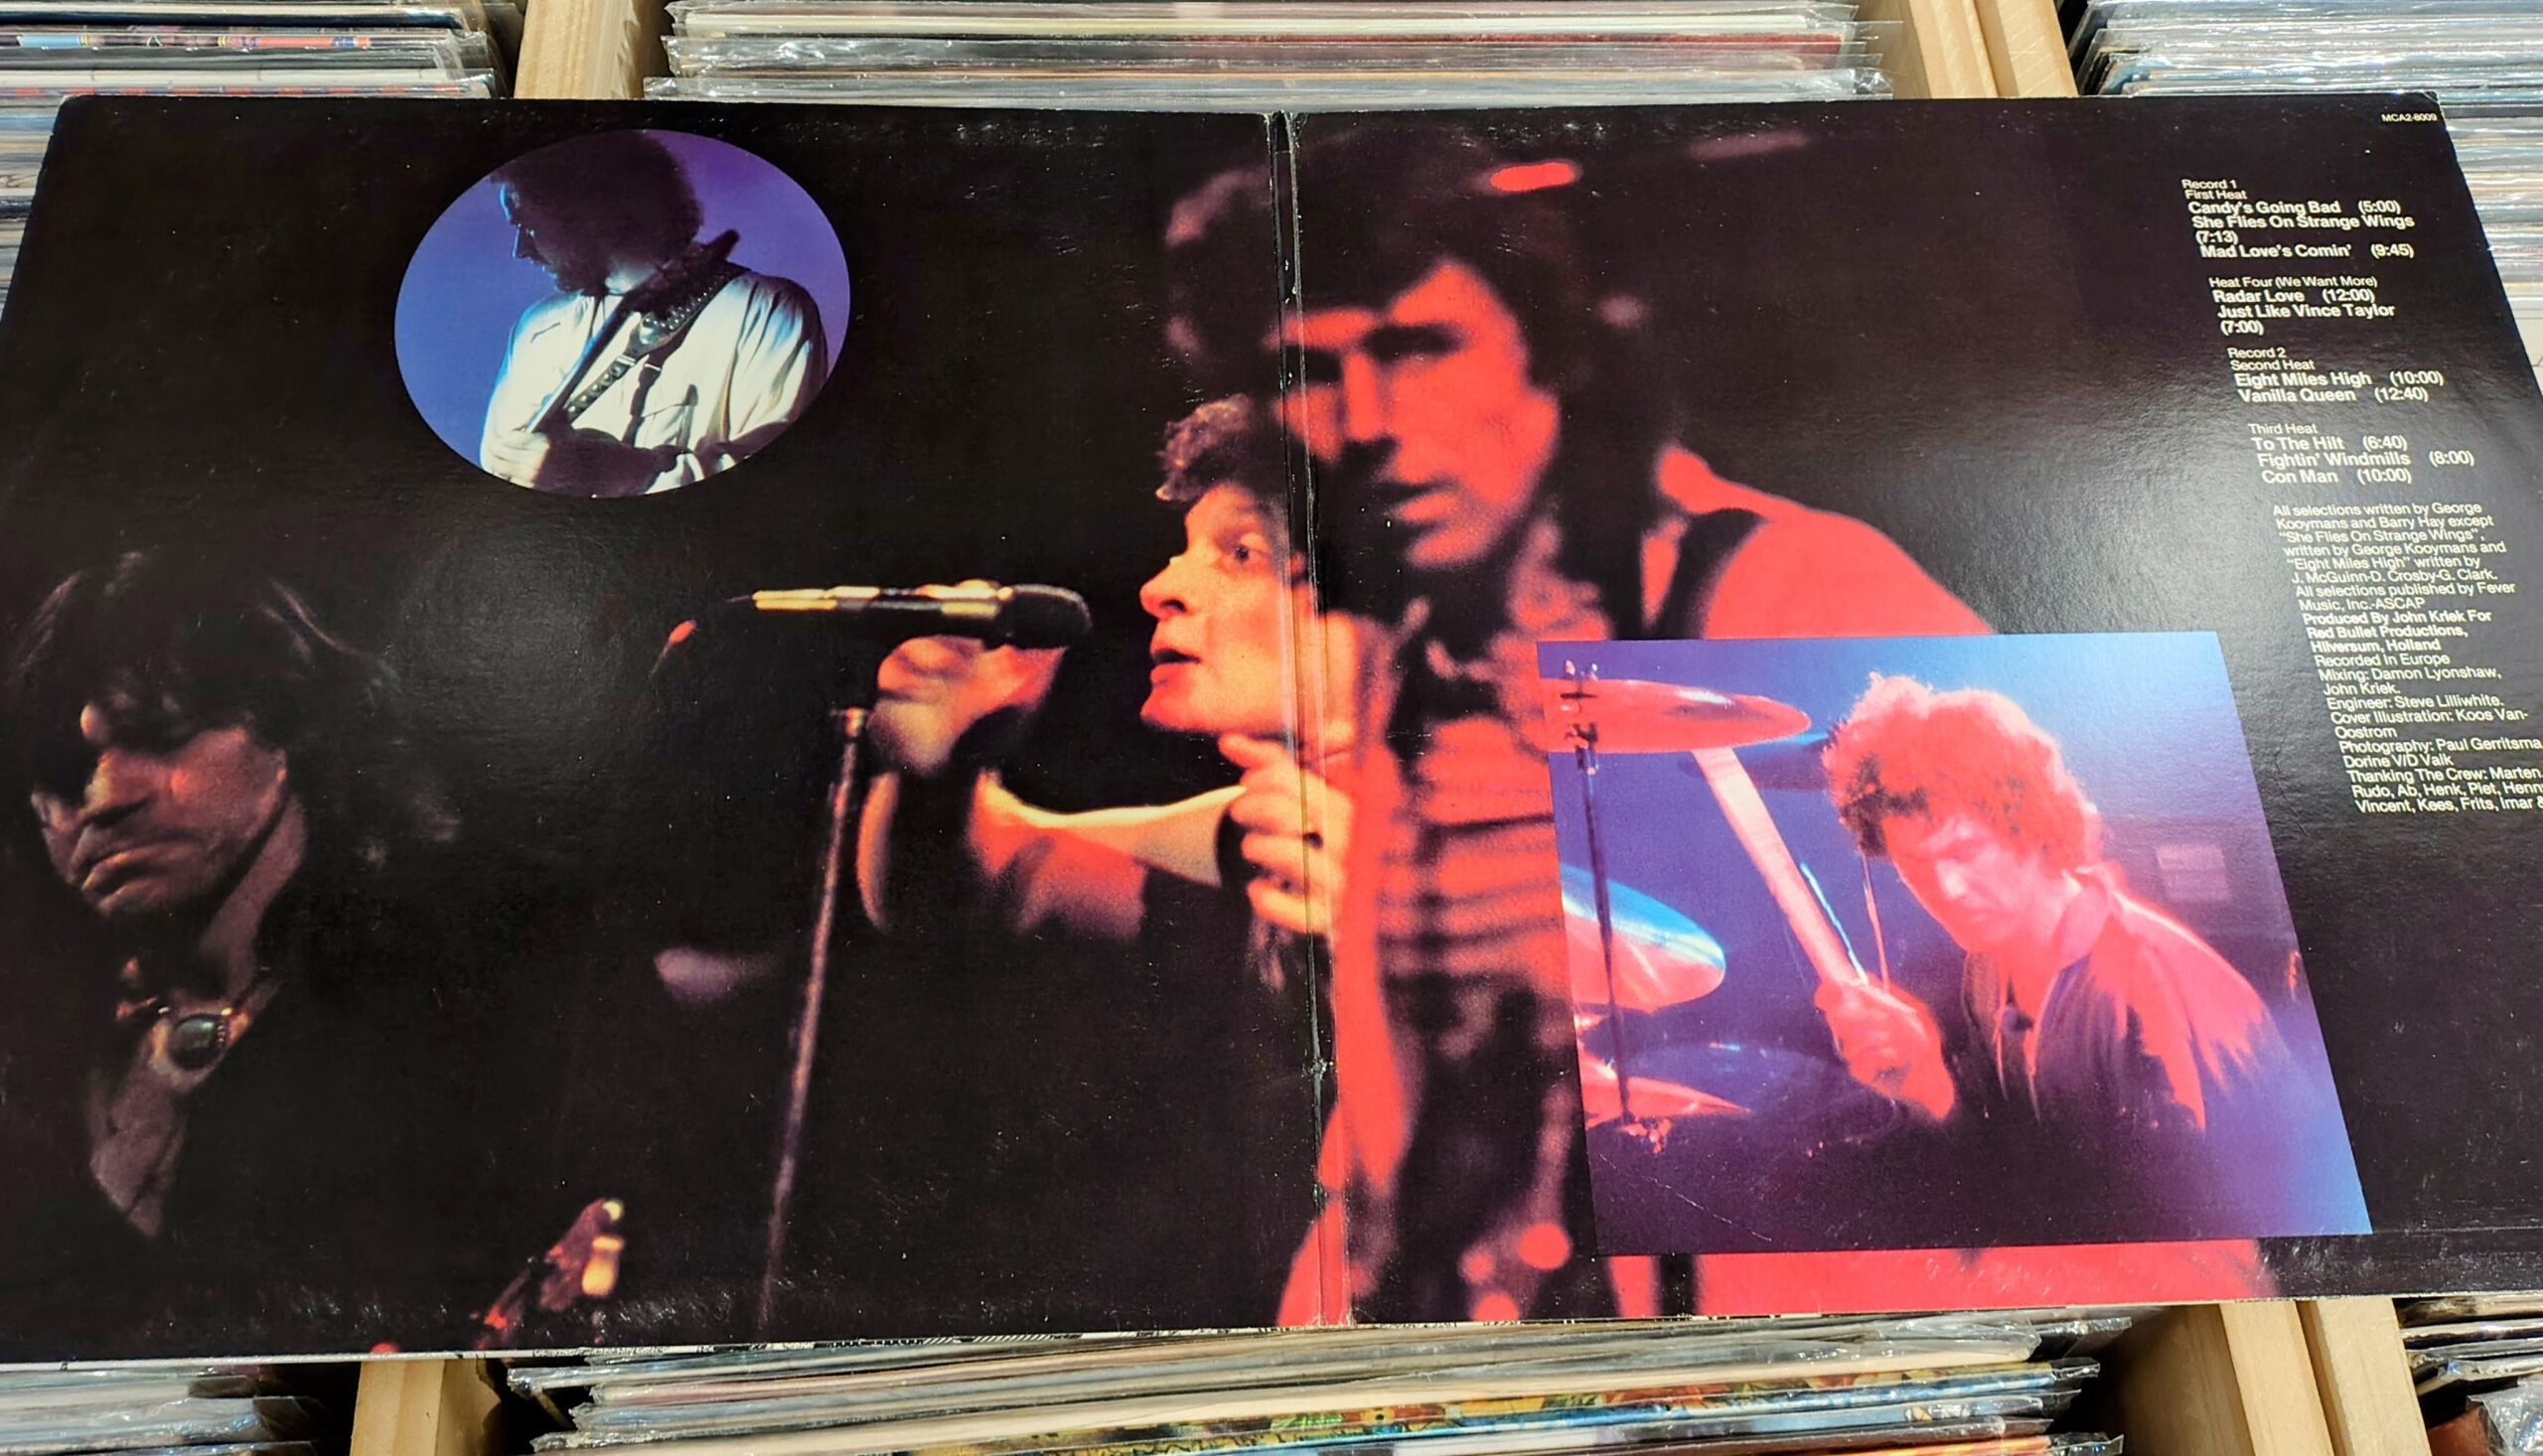 MCA2-8009
Record 1
First Heat
Candy's Going Bad (5:00)
She Flies On Strange Wings
(7:13)
Mad Love's Comin' (9:45)
Heat Four (We Want More)
Radar Love (12:00)
Just Like Vince Taylor
(7:00)
Record 2
Second Heat
Eight Miles High (10:00)
Vanilla Queen (12:40)
Third Heat
To The Hilt (6:40)
Fightin' Windmills (8:00)
Con Man (10:00)
All selections written by George
Kooymans and Barry Hay except
"She Flies On Strange Wings",
written by George Kooymans and
"Eight Miles High" written by
J. McGuinn-D. Crosby-G. Clark.
All selections published by Fever
Music, Inc.-ASCAP
Produced By John Kriek For
Red Bullet Productions,
Hilversum, Holland
Recorded In Europe
Mixing: Damon Lyonshaw,
John Kriek.
Engineer: Steve Lilliwhite.
Cover Illustration: Koos Van-
Oostrom
Photography: Paul Gerritsma,
Dorine V/D Valk
Thanking The Crew: Marten,
Rudo, Ab, Henk, Piet,
Vincent, Kees, Frits, Imar &